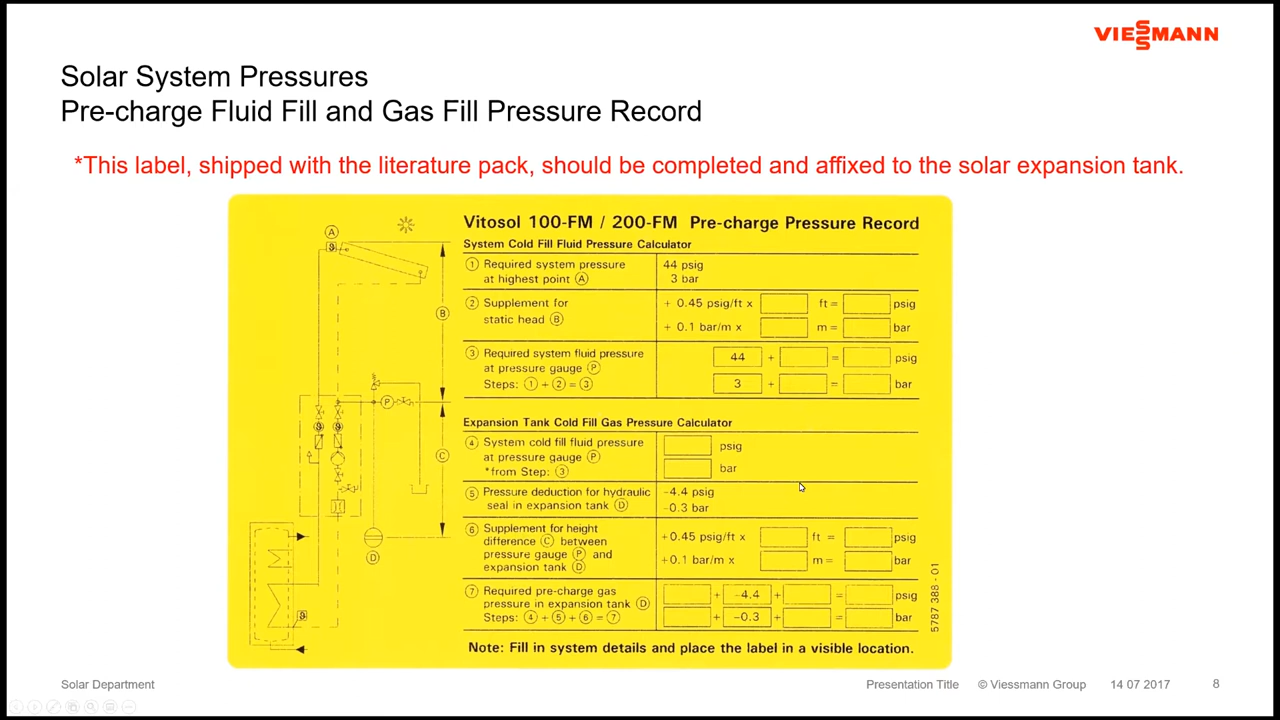 VIESSMANN
Solar System Pressures
Pre-charge Fluid Fill and Gas Fill Pressure Record
*This label, shipped with the literature pack, should be completed and affixed to the solar expansion tank.
Vitosol 100-FM / 200-FM Pre-charge Pressure Record
System Cold Fill Fluid Pressure Calculator
① Required system pressure at highest point Ⓐ
44 psig
3 bar
② Supplement for static head Ⓑ
+ 0.45 psig/ft x ft = psig
+ 0.1 bar/m x m = bar
③ Required system fluid pressure at pressure gauge Ⓟ
Steps: ① + ② = ③
44 + = psig
3 + = bar
Expansion Tank Cold Fill Gas Pressure Calculator
④ System cold fill fluid pressure at pressure gauge Ⓟ
*from Step: ③
psig
bar
⑤ Pressure deduction for hydraulic seal in expansion tank Ⓓ
-4.4 psig
-0.3 bar
⑥ Supplement for height difference Ⓒ between pressure gauge Ⓟ and expansion tank Ⓓ
+0.45 psig/ft x ft = psig
+0.1 bar/m x m = bar
⑦ Required pre-charge gas pressure in expansion tank Ⓓ
Steps: ④ + ⑤ + ⑥ = ⑦
+ -4.4 + = psig
+ -0.3 + = bar
Note: Fill in system details and place the label in a visible location.
5787 388 - 01
Ⓐ
Ⓑ
Ⓟ
Ⓒ
Ⓓ
Solar Department
Presentation Title
© Viessmann Group
14 07 2017
8